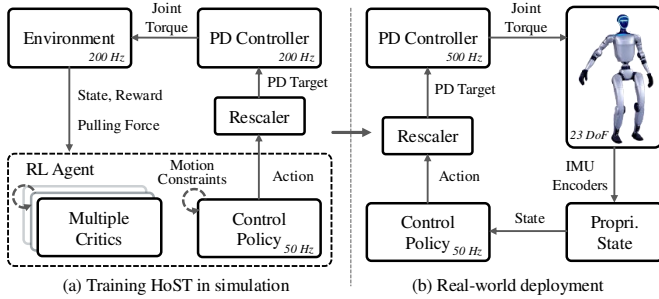 Environment
200 Hz
Joint
Torque
PD Controller
200 Hz
State, Reward
Pulling Force
PD Target
Rescaler
RL Agent
Motion
Constraints
Action
Multiple
Critics
Control
Policy
50 Hz
(a) Training HoST in simulation
PD Controller
500 Hz
Joint
Torque
23 DoF
PD Target
Rescaler
Action
IMU
Encoders
Control
Policy
50 Hz
State
Propri.
State
(b) Real-world deployment